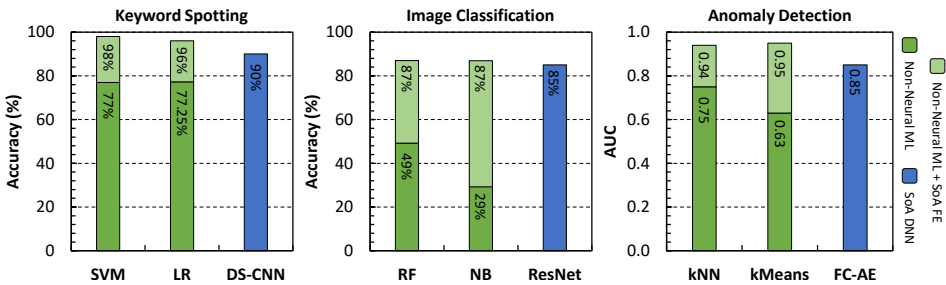 Keyword Spotting
Accuracy (%)
100
80
60
40
20
0
98%
77%
96%
77.25%
90%
SVM LR DS-CNN
Image Classification
Accuracy (%)
100
80
60
40
20
0
87%
49%
87%
29%
85%
RF NB ResNet
Anomaly Detection
AUC
1.0
0.8
0.6
0.4
0.2
0.0
0.94
0.75
0.95
0.63
0.85
kNN kMeans FC-AE
Non-Neural ML + SoA FE
Non-Neural ML
SoA DNN